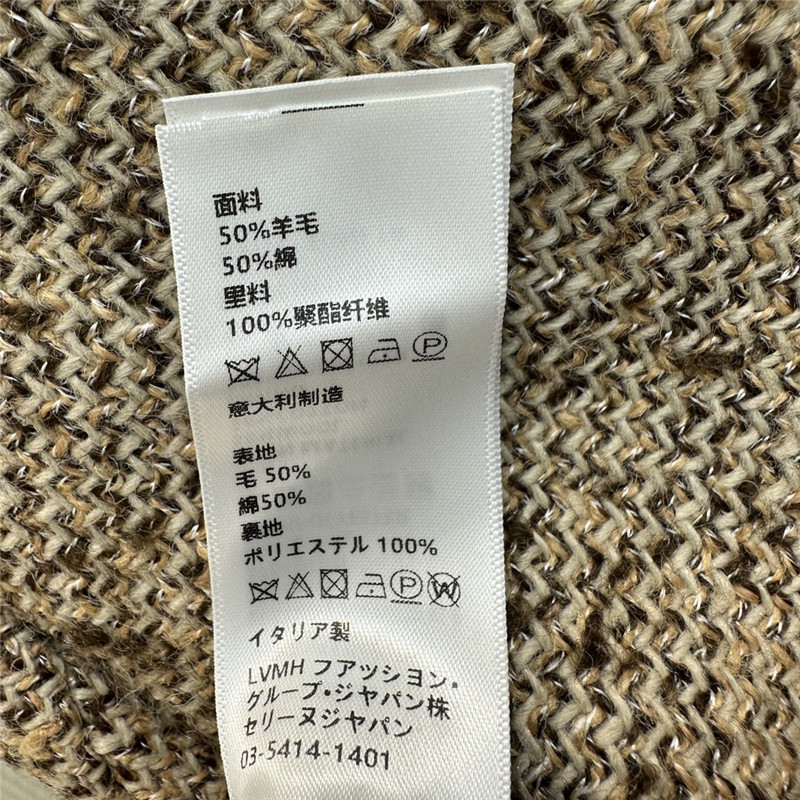 面料
50%羊毛
50%綿
里料
100%聚酯纤维
P
意大利制造
表地
毛 50%
綿50%
裏地
ポリエステル 100%
P W
イタリア製
LVMH フアッシヨン。
グループ・ジャパン株
セリーヌジャパン
03-5414-1401